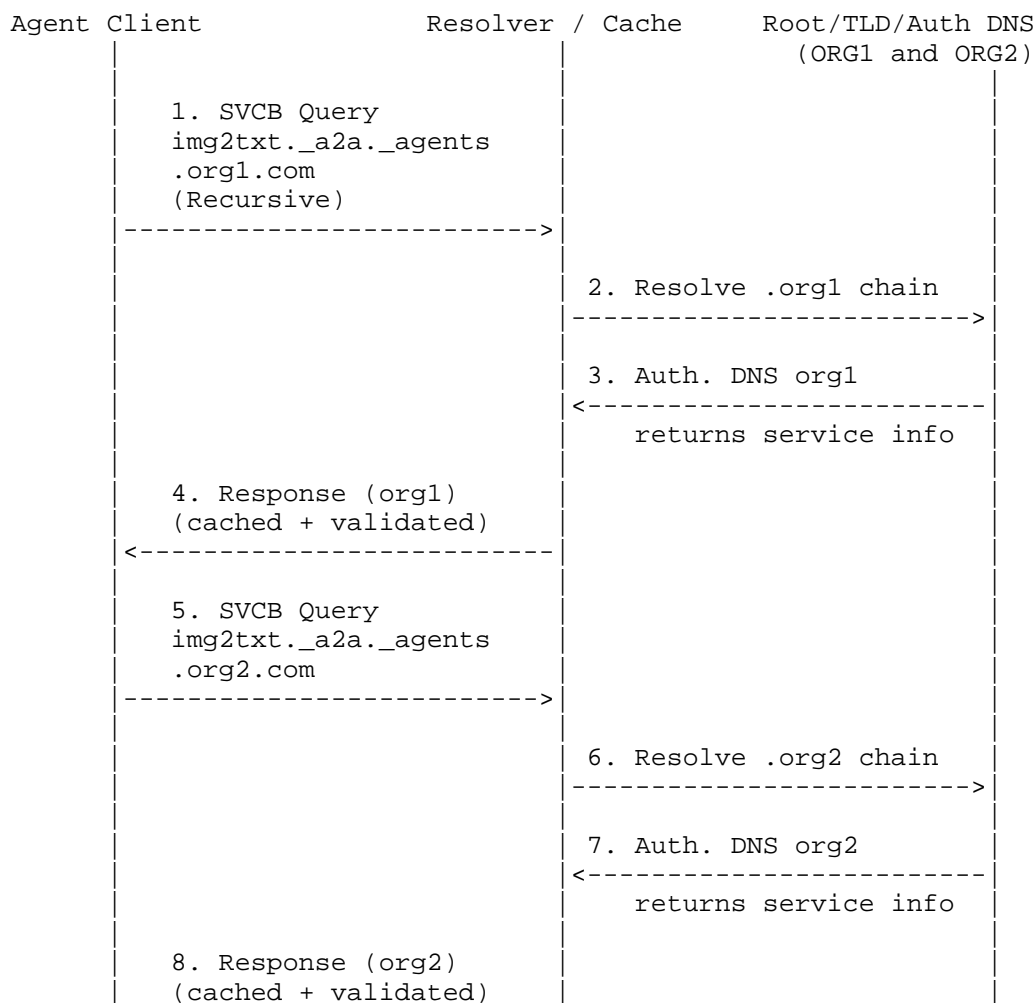 Agent Client Resolver / Cache Root/TLD/Auth DNS
(ORG1 and ORG2)
1. SVCB Query
img2txt._a2a._agents
.org1.com
(Recursive)
2. Resolve .org1 chain
3. Auth. DNS org1
returns service info
4. Response (org1)
(cached + validated)
5. SVCB Query
img2txt._a2a._agents
.org2.com
6. Resolve .org2 chain
7. Auth. DNS org2
returns service info
8. Response (org2)
(cached + validated)